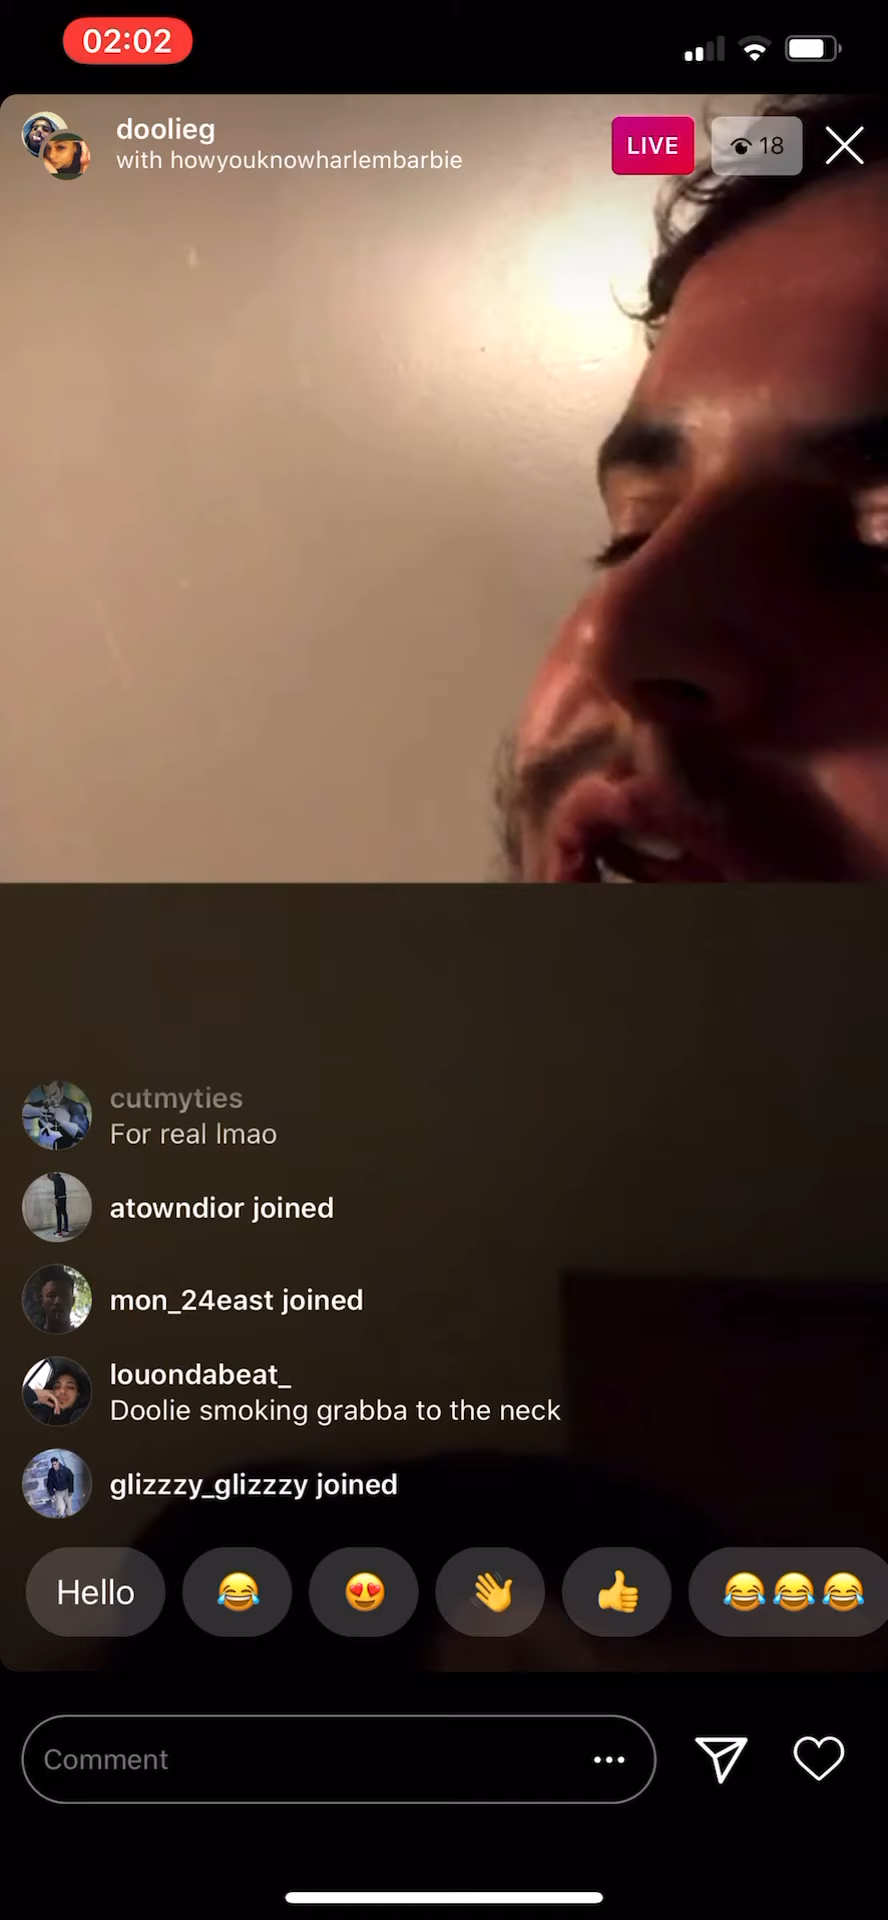 02:02
doolieg
with howyouknowharlembarbie
LIVE
18
cutmyties
For real lmao
atowndior joined
mon_24east joined
louondabeat_
Doolie smoking grabba to the neck
glizzzy_glizzzy joined
Hello
😂
😍
👋
👍
😂😂😂
Comment